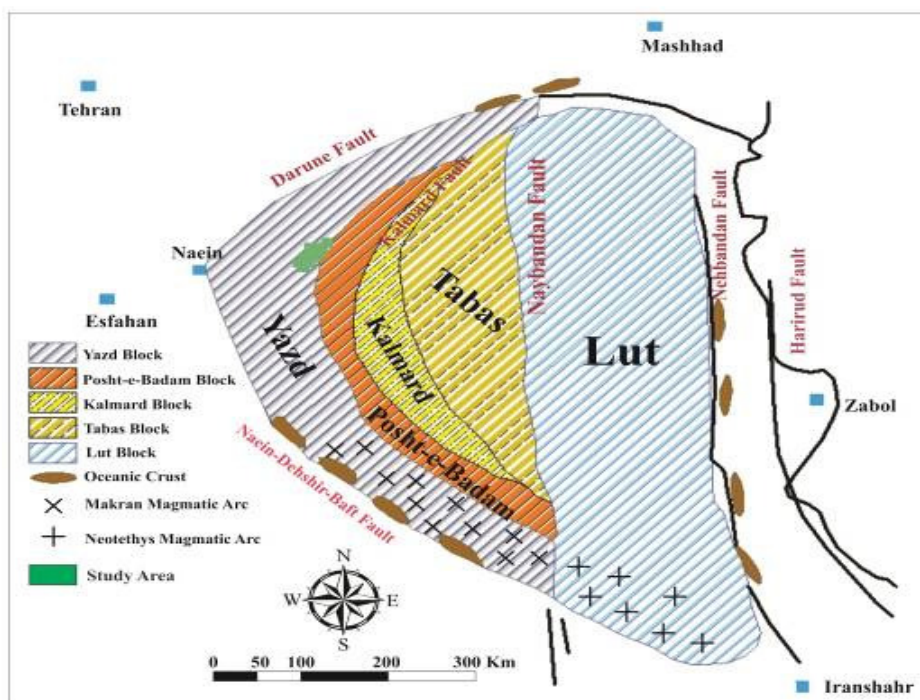 Mashhad
Tehran
Darune Fault
Kalmard Fault
Naybandan Fault
Nehbandan Fault
Harirud Fault
Naein
Esfahan
Tabas
Kalmard
Yazd
Lut
Posht-e-Badam
Zabol
Naein-Dehshir-Baft Fault
Yazd Block
Posht-e-Badam Block
Kalmard Block
Tabas Block
Lut Block
Oceanic Crust
Makran Magmatic Arc
Neotethys Magmatic Arc
Study Area
N
W E
S
0 50 100 200 300 Km
Iranshahr